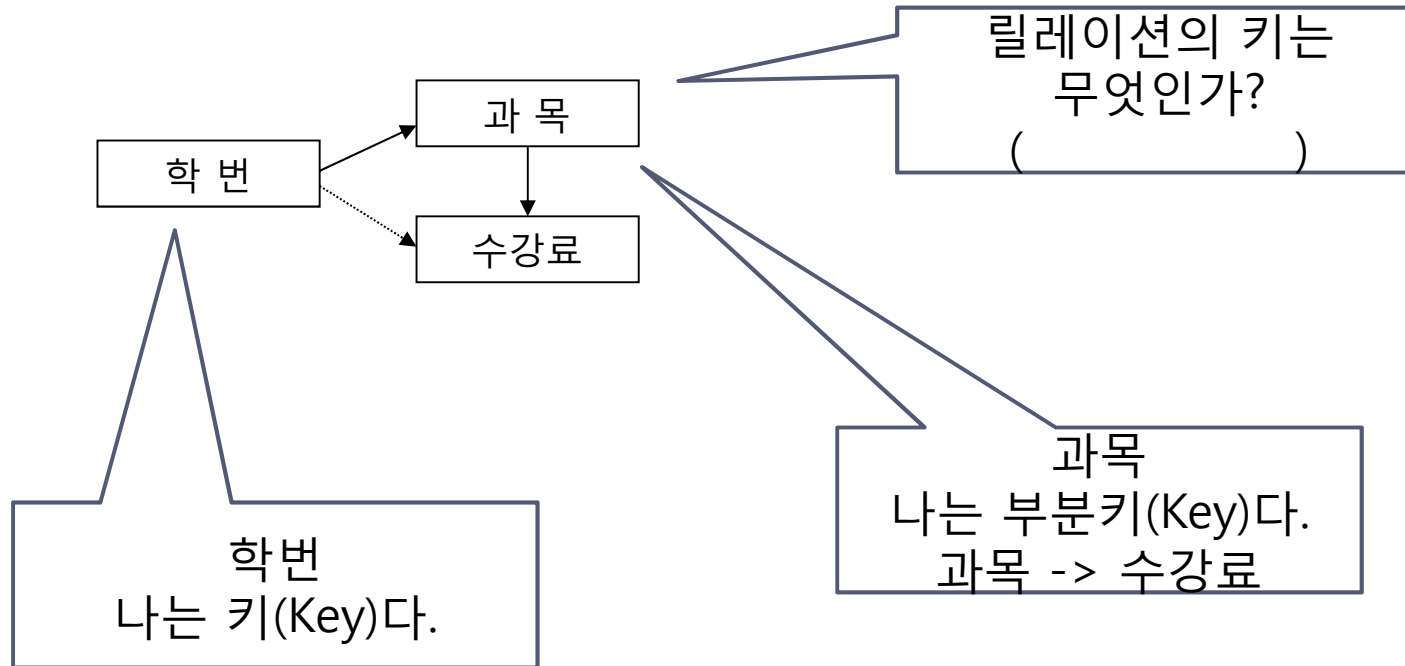 릴레이션의 키는
무엇인가?
( )
과 목
학 번
수강료
과목
나는 부분키(Key)다.
과목 -> 수강료
학번
나는 키(Key)다.